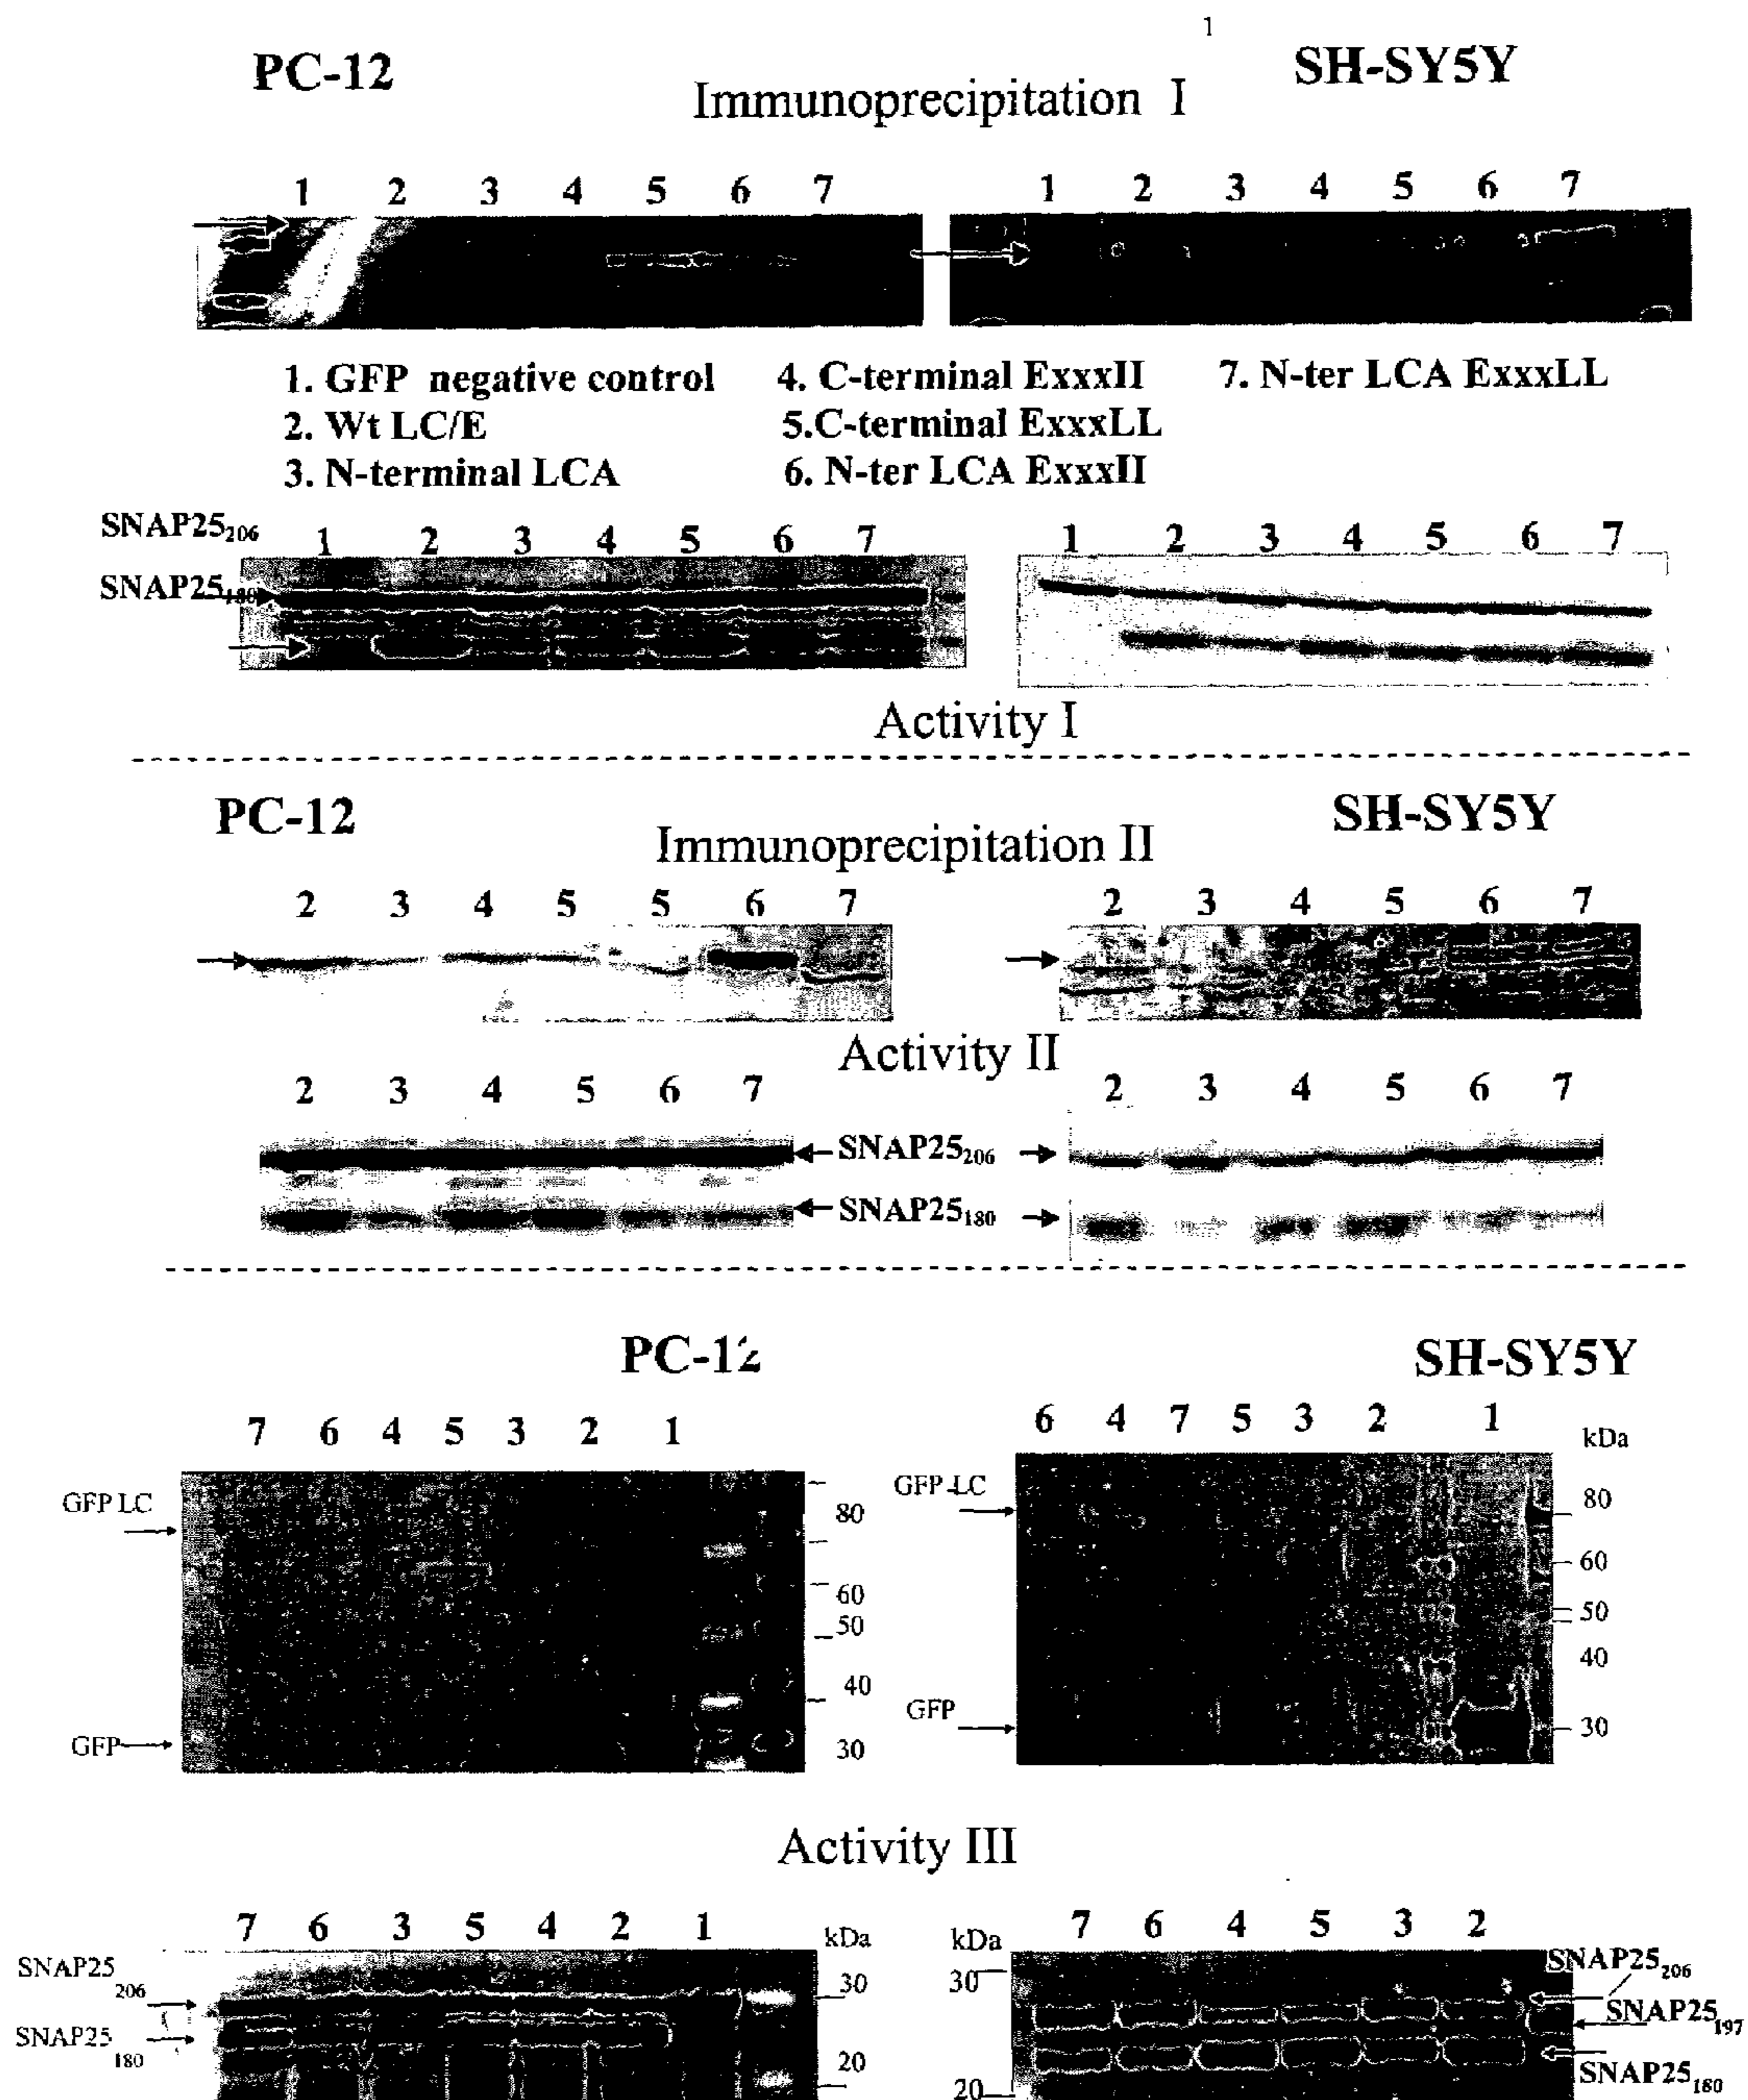 1
PC-12
SH-SY5Y
Immunoprecipitation I
1 2 3 4 5 6 7
1 2 3 4 5 6 7
1. GFP negative control
4. C-terminal ExxxII
7. N-ter LCA ExxxLL
2. Wt LC/E
5.C-terminal ExxxLL
3. N-terminal LCA
6. N-ter LCA ExxxII
SNAP25206
1 2 3 4 5 6 7
1 2 3 4 5 6 7
SNAP25180
Activity I
PC-12
SH-SY5Y
Immunoprecipitation II
2 3 4 5 5 6 7
2 3 4 5 6 7
Activity II
2 3 4 5 6 7
2 3 4 5 6 7
SNAP25206
SNAP25180
PC-12
SH-SY5Y
7 6 4 5 3 2 1
6 4 7 5 3 2 1
kDa
GFP LC
80
60
50
40
GFP
30
GFP-LC
80
60
50
40
GFP
30
Activity III
7 6 3 5 4 2 1
kDa
SNAP25
206
30
SNAP25
180
20
7 6 4 5 3 2
kDa
30
SNAP25206
SNAP25197
SNAP25180
20